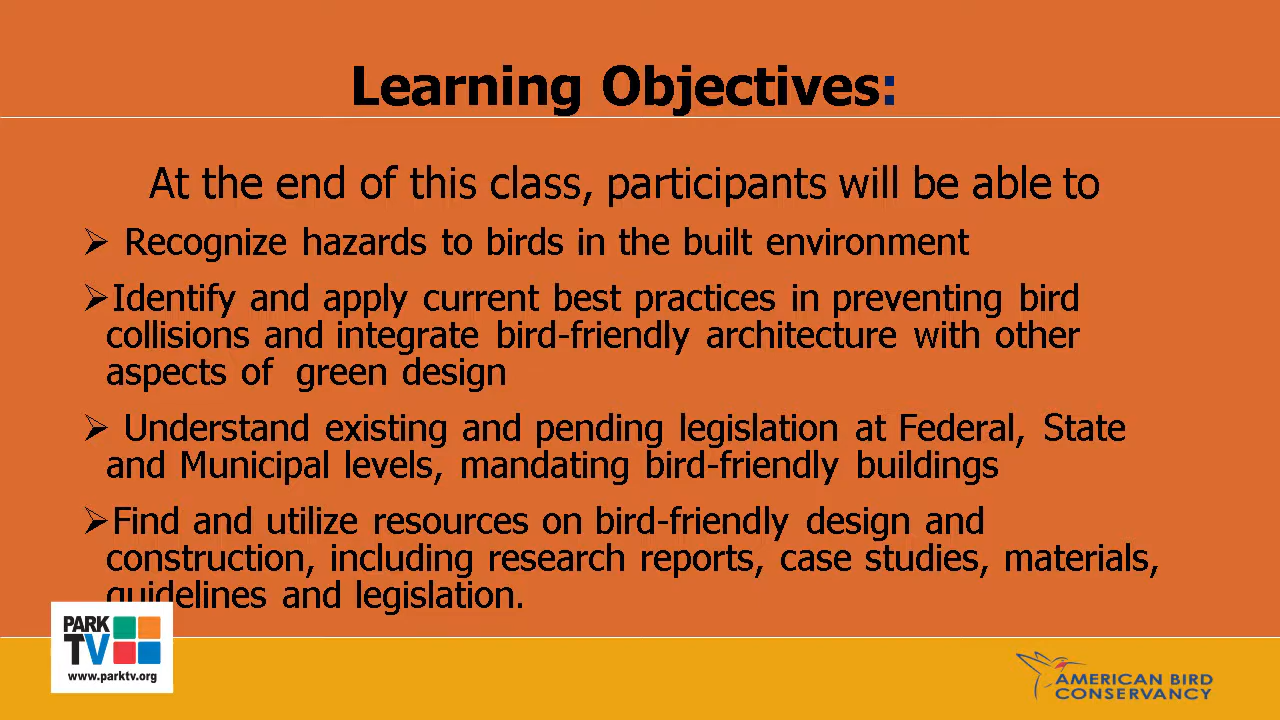 Learning Objectives:
At the end of this class, participants will be able to
➢ Recognize hazards to birds in the built environment
➢Identify and apply current best practices in preventing bird
collisions and integrate bird-friendly architecture with other
aspects of green design
➢ Understand existing and pending legislation at Federal, State
and Municipal levels, mandating bird-friendly buildings
➢Find and utilize resources on bird-friendly design and
construction, including research reports, case studies, materials,
guidelines and legislation.
PARK
TV
www.parktv.org
AMERICAN BIRD
CONSERVANCY